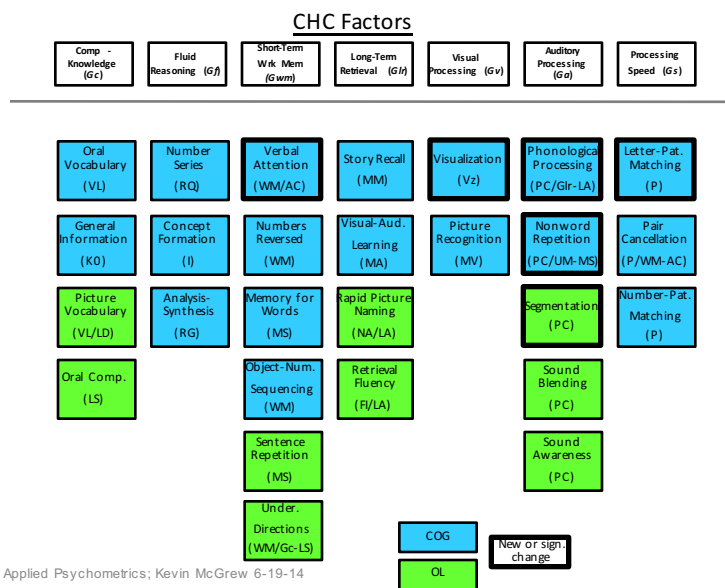 CHC Factors
Comp -
Knowledge
(Gc)
Fluid
Reasoning (Gf)
Short-Term
Wrk Mem
(Gwm)
Long-Term
Retrieval (Glr)
Visual
Processing (Gv)
Auditory
Processing
(Ga)
Processing
Speed (Gs)
Oral
Vocabulary
(VL)
Number
Series
(RQ)
Verbal
Attention
(WM/AC)
Story Recall
(MM)
Visualization
(Vz)
Phonological
Processing
(PC/Glr-LA)
Letter-Pat.
Matching
(P)
General
Information
(K0)
Concept
Formation
(I)
Numbers
Reversed
(WM)
Visual-Aud.
Learning
(MA)
Picture
Recognition
(MV)
Nonword
Repetition
(PC/UM-MS)
Pair
Cancellation
(P/WM-AC)
Picture
Vocabulary
(VL/LD)
Analysis-
Synthesis
(RG)
Memory for
Words
(MS)
Rapid Picture
Naming
(NA/LA)
Segmentation
(PC)
Number-Pat.
Matching
(P)
Oral Comp.
(LS)
Object-Num.
Sequencing
(WM)
Retrieval
Fluency
(FI/LA)
Sound
Blending
(PC)
Sentence
Repetition
(MS)
Sound
Awareness
(PC)
Under.
Directions
(WM/Gc-LS)
COG
New or sign.
change
OL
Applied Psychometrics; Kevin McGrew 6-19-14